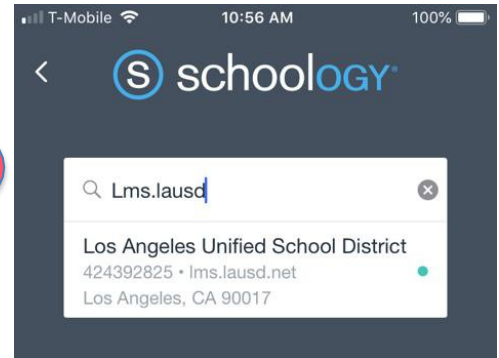 T-Mobile 10:56 AM 100%
S schoology®
Lms.lausd
Los Angeles Unified School District
424392825 • lms.lausd.net
Los Angeles, CA 90017